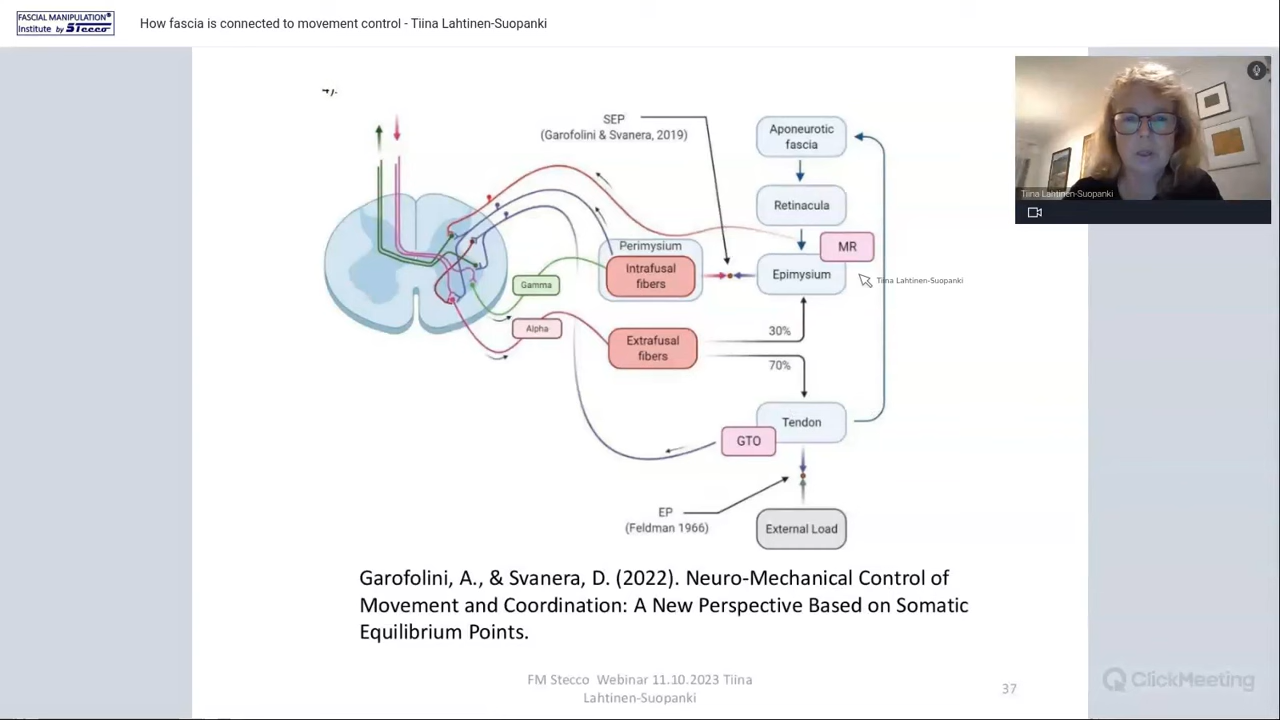 FASCIAL MANIPULATION®
Institute by Stecco
How fascia is connected to movement control - Tiina Lahtinen-Suopanki
4).
SEP
(Garofolini & Svanera, 2019)
Aponeurotic
fascia
Retinacula
MR
Perimysium
Intrafusal
fibers
Epimysium
Tiina Lahtinen-Suopanki
Tiina Lahtinen-Suopanki
Gamma
Alpha
Extrafusal
fibers
30%
70%
Tendon
GTO
EP
(Feldman 1966)
External Load
Garofolini, A., & Svanera, D. (2022). Neuro-Mechanical Control of
Movement and Coordination: A New Perspective Based on Somatic
Equilibrium Points.
FM Stecco Webinar 11.10.2023 Tiina
Lahtinen-Suopanki
37
ClickMeeting